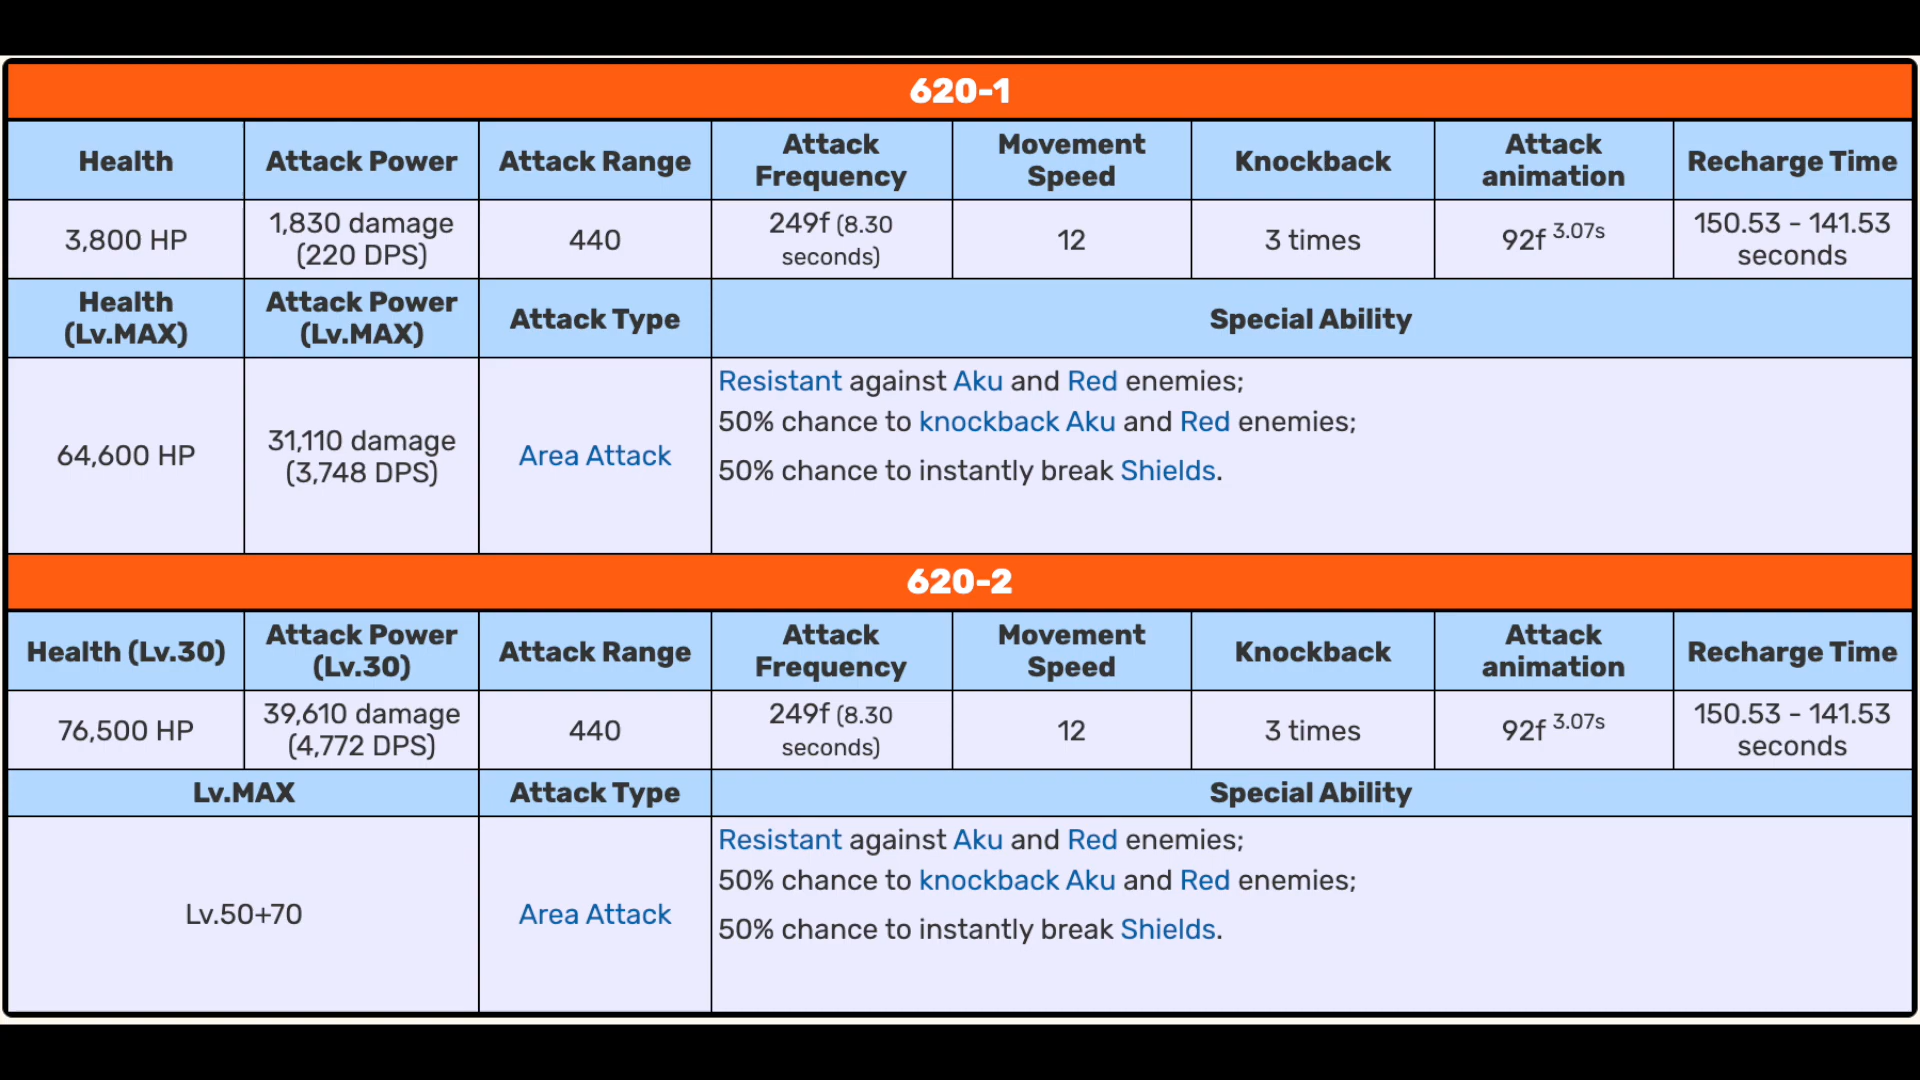 620-1
Health
Attack Power
Attack Range
Attack
Frequency
Movement
Speed
Knockback
Attack
animation
Recharge Time
3,800 HP
1,830 damage
(220 DPS)
440
249f (8.30
seconds)
12
3 times
92f 3.07s
150.53 - 141.53
seconds
Health
(Lv.MAX)
Attack Power
(Lv.MAX)
Attack Type
Special Ability
64,600 HP
31,110 damage
(3,748 DPS)
Area Attack
Resistant against Aku and Red enemies;
50% chance to knockback Aku and Red enemies;
50% chance to instantly break Shields.
620-2
Health (Lv.30)
Attack Power
(Lv.30)
Attack Range
Attack
Frequency
Movement
Speed
Knockback
Attack
animation
Recharge Time
76,500 HP
39,610 damage
(4,772 DPS)
440
249f (8.30
seconds)
12
3 times
92f 3.07s
150.53 - 141.53
seconds
Lv.MAX
Attack Type
Special Ability
Lv.50+70
Area Attack
Resistant against Aku and Red enemies;
50% chance to knockback Aku and Red enemies;
50% chance to instantly break Shields.